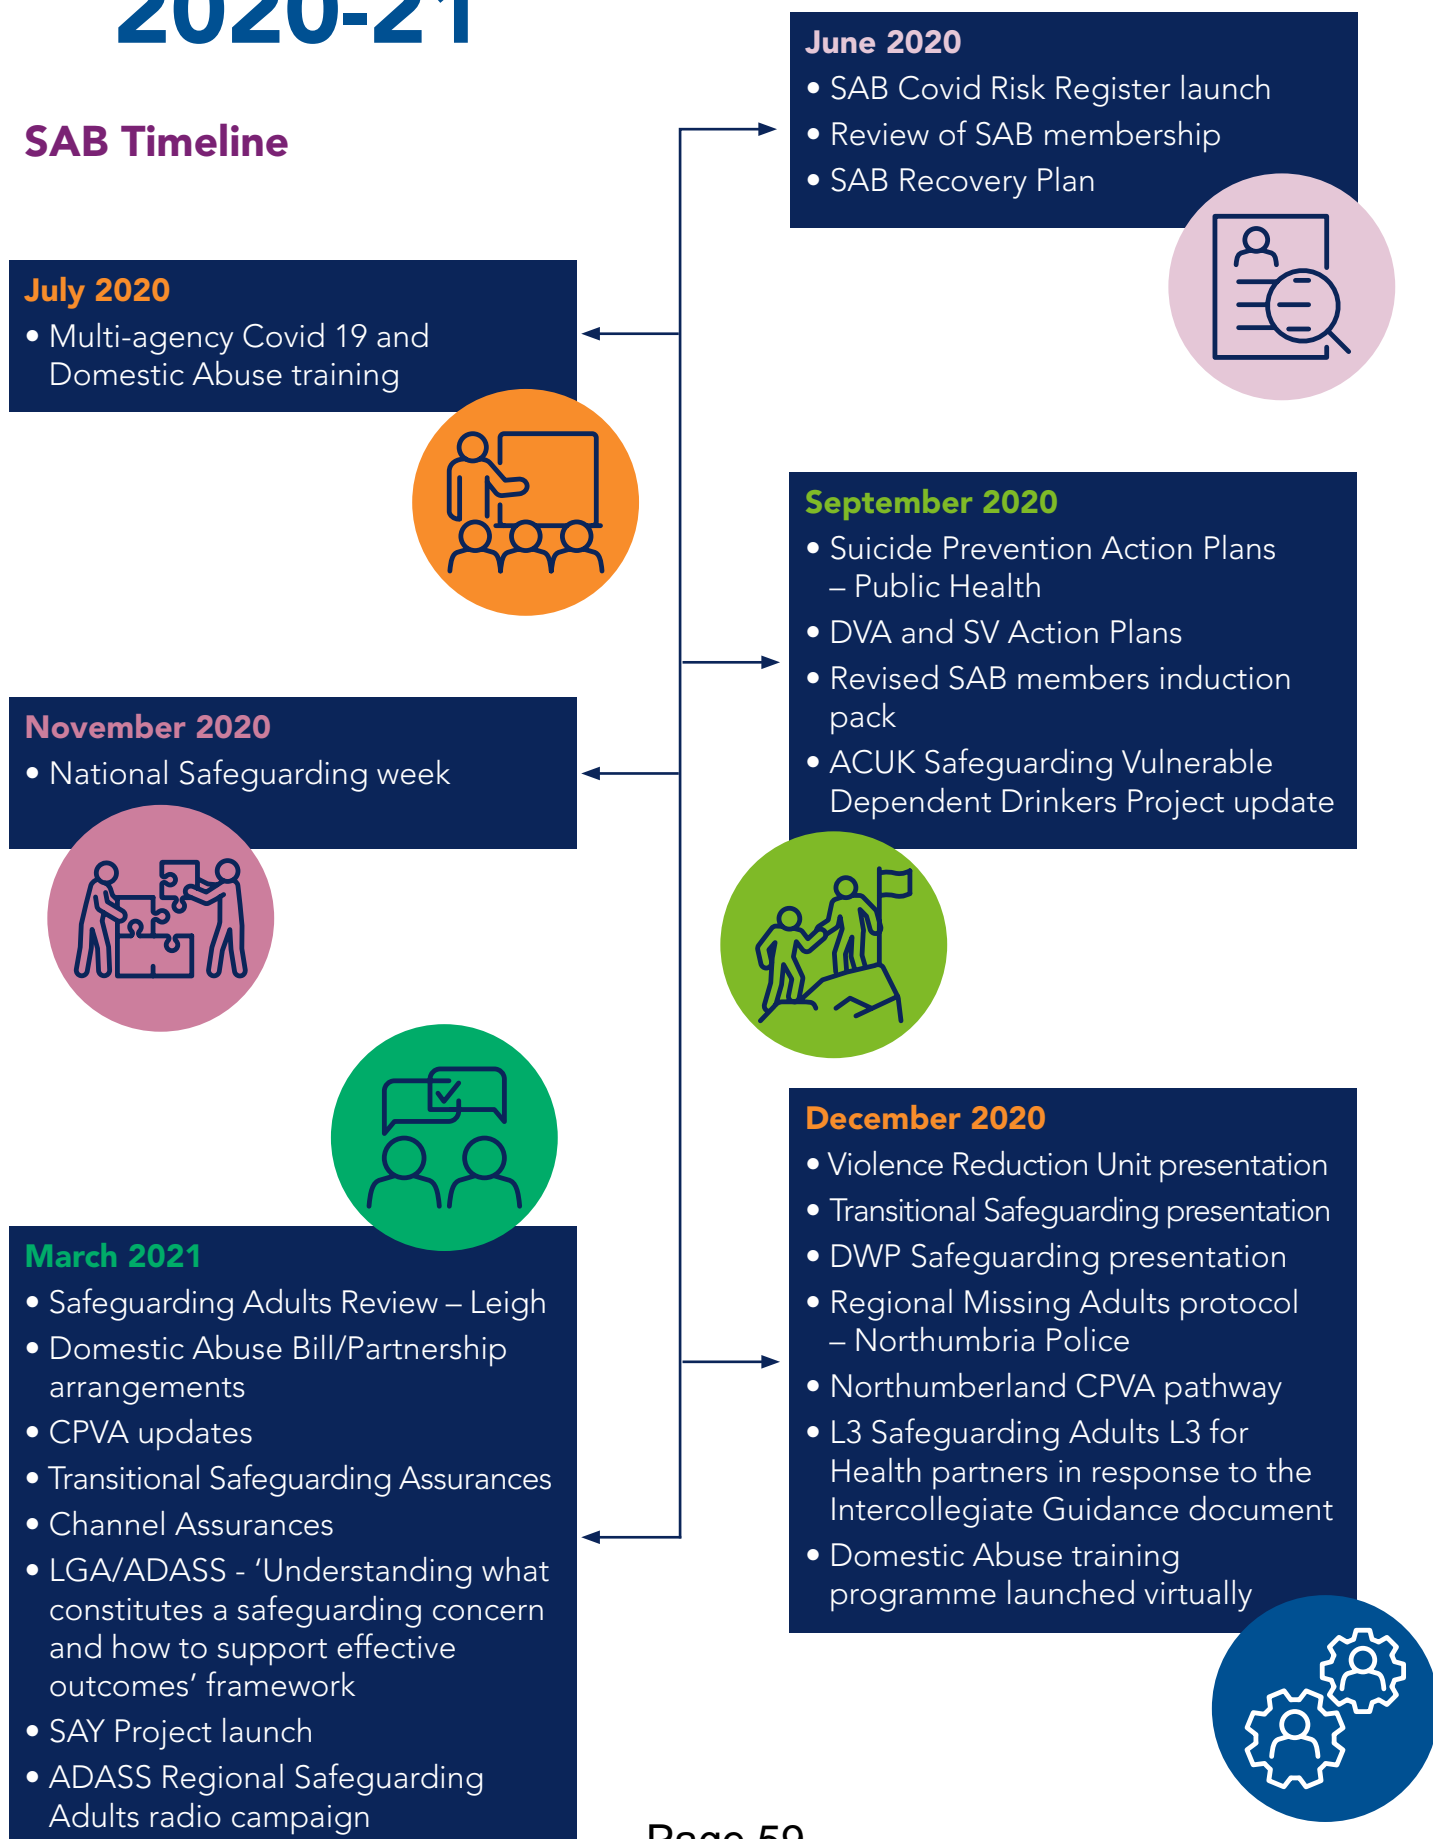 2020-21
SAB Timeline
June 2020
• SAB Covid Risk Register launch
• Review of SAB membership
• SAB Recovery Plan
July 2020
• Multi-agency Covid 19 and
Domestic Abuse training
September 2020
• Suicide Prevention Action Plans
– Public Health
• DVA and SV Action Plans
• Revised SAB members induction
pack
• ACUK Safeguarding Vulnerable
Dependent Drinkers Project update
November 2020
• National Safeguarding week
December 2020
• Violence Reduction Unit presentation
• Transitional Safeguarding presentation
• DWP Safeguarding presentation
• Regional Missing Adults protocol
– Northumbria Police
• Northumberland CPVA pathway
• L3 Safeguarding Adults L3 for
Health partners in response to the
Intercollegiate Guidance document
• Domestic Abuse training
programme launched virtually
March 2021
• Safeguarding Adults Review – Leigh
• Domestic Abuse Bill/Partnership
arrangements
• CPVA updates
• Transitional Safeguarding Assurances
• Channel Assurances
• LGA/ADASS - ‘Understanding what
constitutes a safeguarding concern
and how to support effective
outcomes’ framework
• SAY Project launch
• ADASS Regional Safeguarding
Adults radio campaign
Page 59